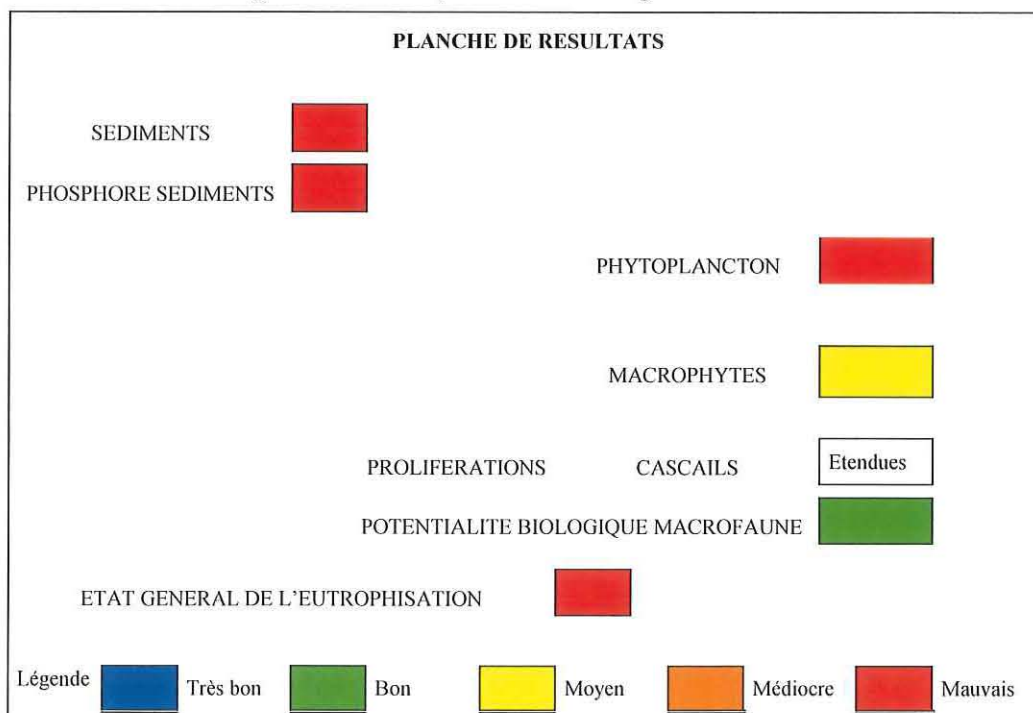 PLANCHE DE RESULTATS
SEDIMENTS
PHOSPHORE SEDIMENTS
PHYTOPLANCTON
MACROPHYTES
PROLIFERATIONS CASCAILS Etendues
POTENTIALITE BIOLOGIQUE MACROFAUNE
ETAT GENERAL DE L'EUTROPHISATION
Légende Très bon Bon Moyen Médiocre Mauvais